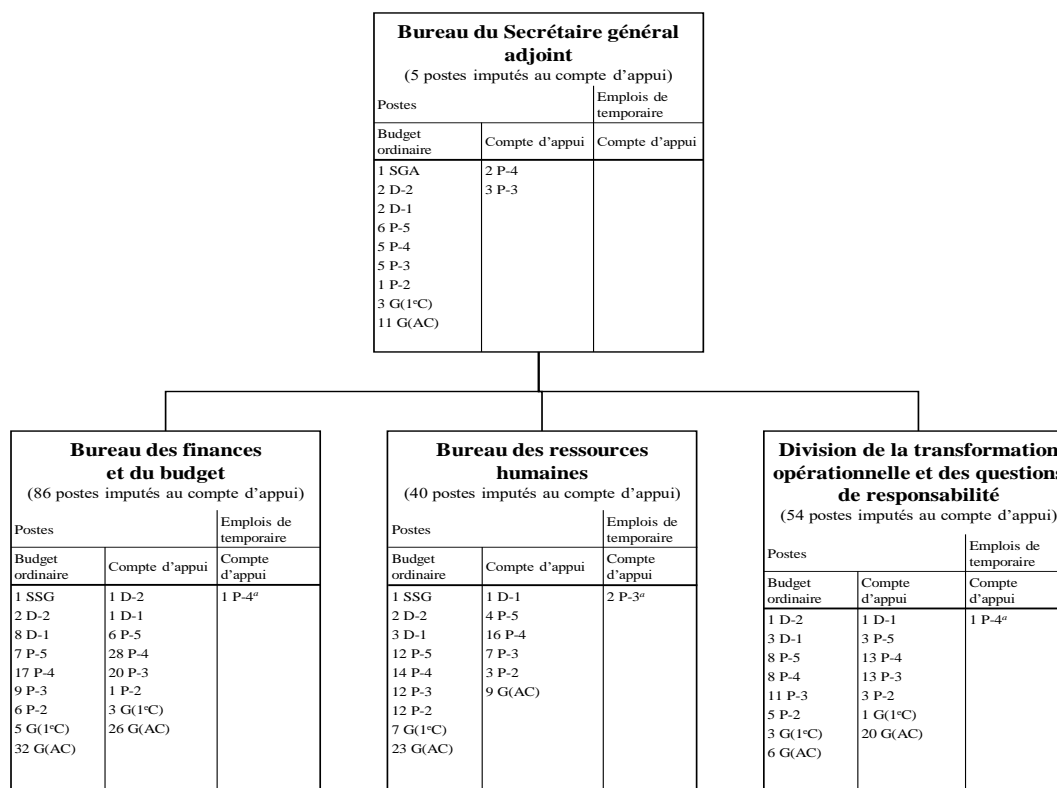 Bureau du Secrétaire général
adjoint
(5 postes imputés au compte d’appui)
Postes
Emplois de
temporaire
Budget
ordinaire
Compte d’appui
Compte d’appui
1 SGA
2 D-2
2 D-1
6 P-5
5 P-4
5 P-3
1 P-2
3 G(1eC)
11 G(AC)
2 P-4
3 P-3
Bureau des finances
et du budget
(86 postes imputés au compte d’appui)
Postes
Emplois de
temporaire
Budget
ordinaire
Compte d’appui
Compte
d’appui
1 SSG
2 D-2
8 D-1
7 P-5
17 P-4
9 P-3
6 P-2
5 G(1eC)
32 G(AC)
1 D-2
1 D-1
6 P-5
28 P-4
20 P-3
1 P-2
3 G(1eC)
26 G(AC)
1 P-4a
Bureau des ressources
humaines
(40 postes imputés au compte d’appui)
Postes
Emplois de
temporaire
Budget
ordinaire
Compte d’appui
Compte
d’appui
1 SSG
2 D-2
3 D-1
12 P-5
14 P-4
12 P-3
12 P-2
7 G(1eC)
23 G(AC)
1 D-1
4 P-5
16 P-4
7 P-3
3 P-2
9 G(AC)
2 P-3a
Division de la transformation
opérationnelle et des questions
de responsabilité
(54 postes imputés au compte d’appui)
Postes
Emplois de
temporaire
Budget
ordinaire
Compte
d’appui
Compte
d’appui
1 D-2
3 D-1
8 P-5
8 P-4
11 P-3
5 P-2
3 G(1eC)
6 G(AC)
1 D-1
3 P-5
13 P-4
13 P-3
3 P-2
1 G(1eC)
20 G(AC)
1 P-4a